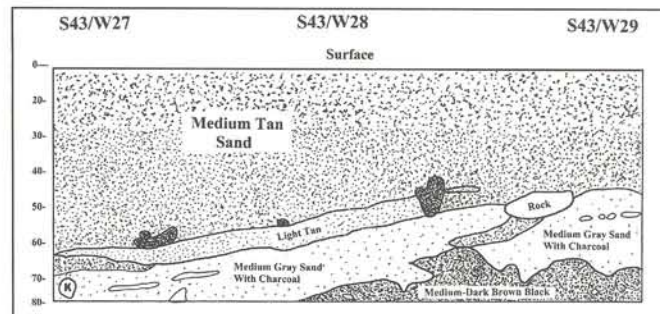 S43/W27 S43/W28 S43/W29
Surface
0
10-
20-
30-
40-
50-
60-
70-
80-
Medium Tan
Sand
Light Tan
Rock
Medium Gray Sand
With Charcoal
Medium Gray Sand
With Charcoal
K
Medium-Dark Brown Black